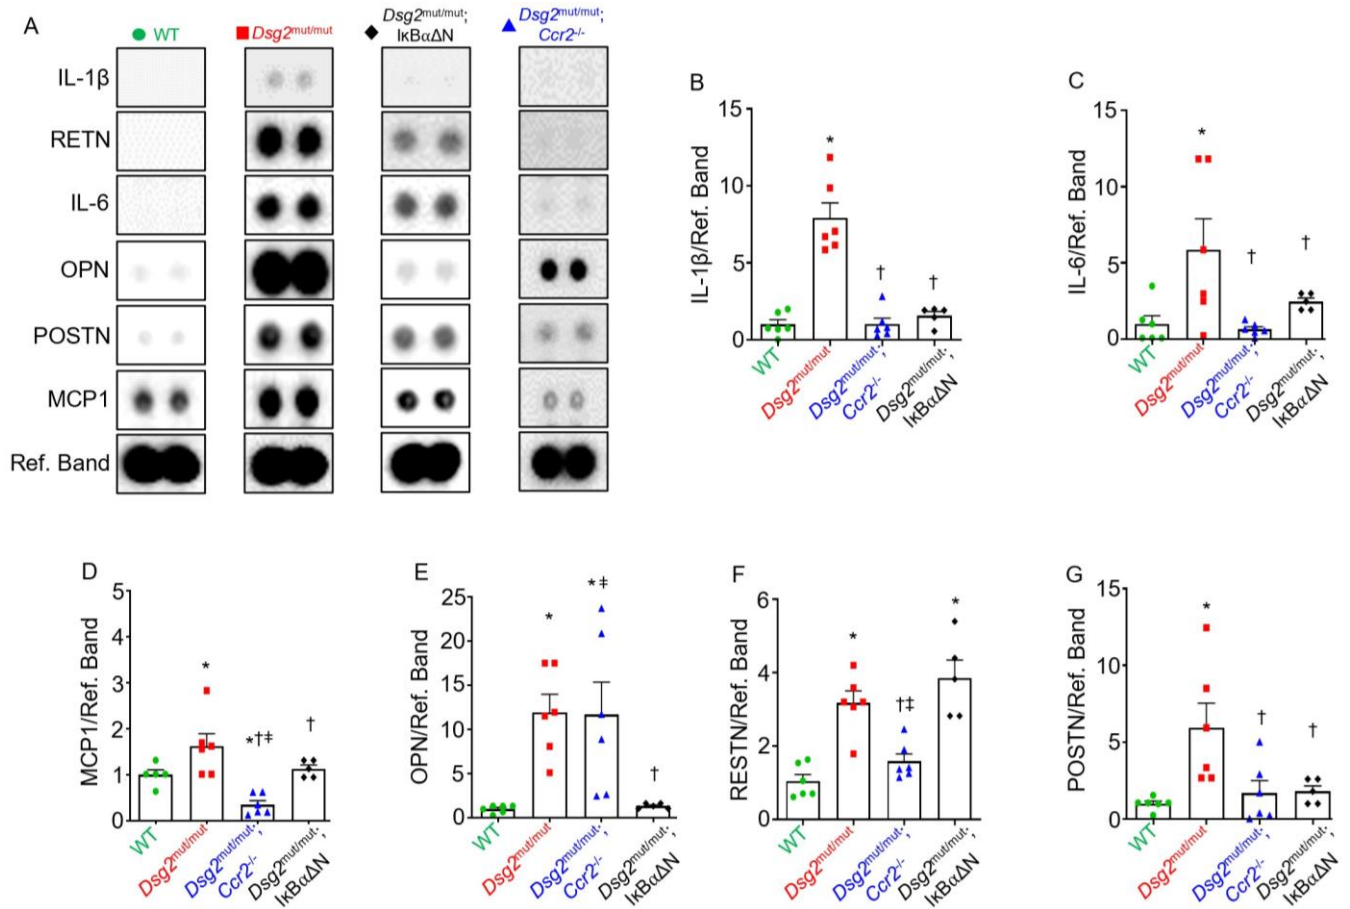 A
WT
Dsg2mut/mut
Dsg2mut/mut;
IκBαΔN
Dsg2mut/mut;
Ccr2-/-
IL-1β
RETN
IL-6
OPN
POSTN
MCP1
Ref. Band
B
IL-1β/Ref. Band
15
10
5
0
*
†
†
WT
Dsg2mut/mut
Dsg2mut/mut;
Ccr2-/-
Dsg2mut/mut;
IκBαΔN
C
IL-6/Ref. Band
15
10
5
0
*
†
†
WT
Dsg2mut/mut
Dsg2mut/mut;
Ccr2-/-
Dsg2mut/mut;
IκBαΔN
D
MCP1/Ref. Band
5
4
3
2
1
0
*
*†‡
†
WT
Dsg2mut/mut
Dsg2mut/mut;
Ccr2-/-
Dsg2mut/mut;
IκBαΔN
E
OPN/Ref. Band
25
20
15
10
5
0
*
*‡
†
WT
Dsg2mut/mut
Dsg2mut/mut;
Ccr2-/-
Dsg2mut/mut;
IκBαΔN
F
RESTN/Ref. Band
6
4
2
0
*
†‡
*
WT
Dsg2mut/mut
Dsg2mut/mut;
Ccr2-/-
Dsg2mut/mut;
IκBαΔN
G
POSTN/Ref. Band
15
10
5
0
*
†
†
WT
Dsg2mut/mut
Dsg2mut/mut;
Ccr2-/-
Dsg2mut/mut;
IκBαΔN